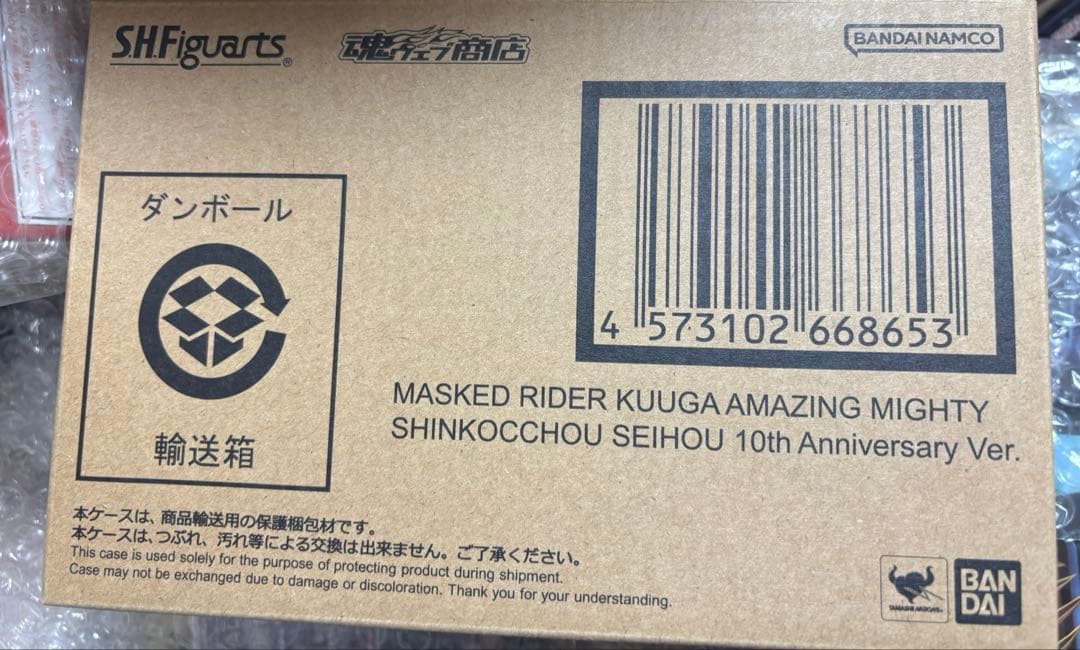 S.H.Figuarts®
魂ウェブ商店
BANDAI NAMCO
ダンボール
輸送箱
4 573102 668653
MASKED RIDER KUUGA AMAZING MIGHTY
SHINKOCCHOU SEIHOU 10th Anniversary Ver.
本ケースは、商品輸送用の保護梱包材です。
本ケースは、つぶれ、汚れ等による交換は出来ません。ご了承ください。
This case is used solely for the purpose of protecting product during shipment.
Case may not be exchanged due to damage or discoloration. Thank you for your understanding.
BAN
DAI